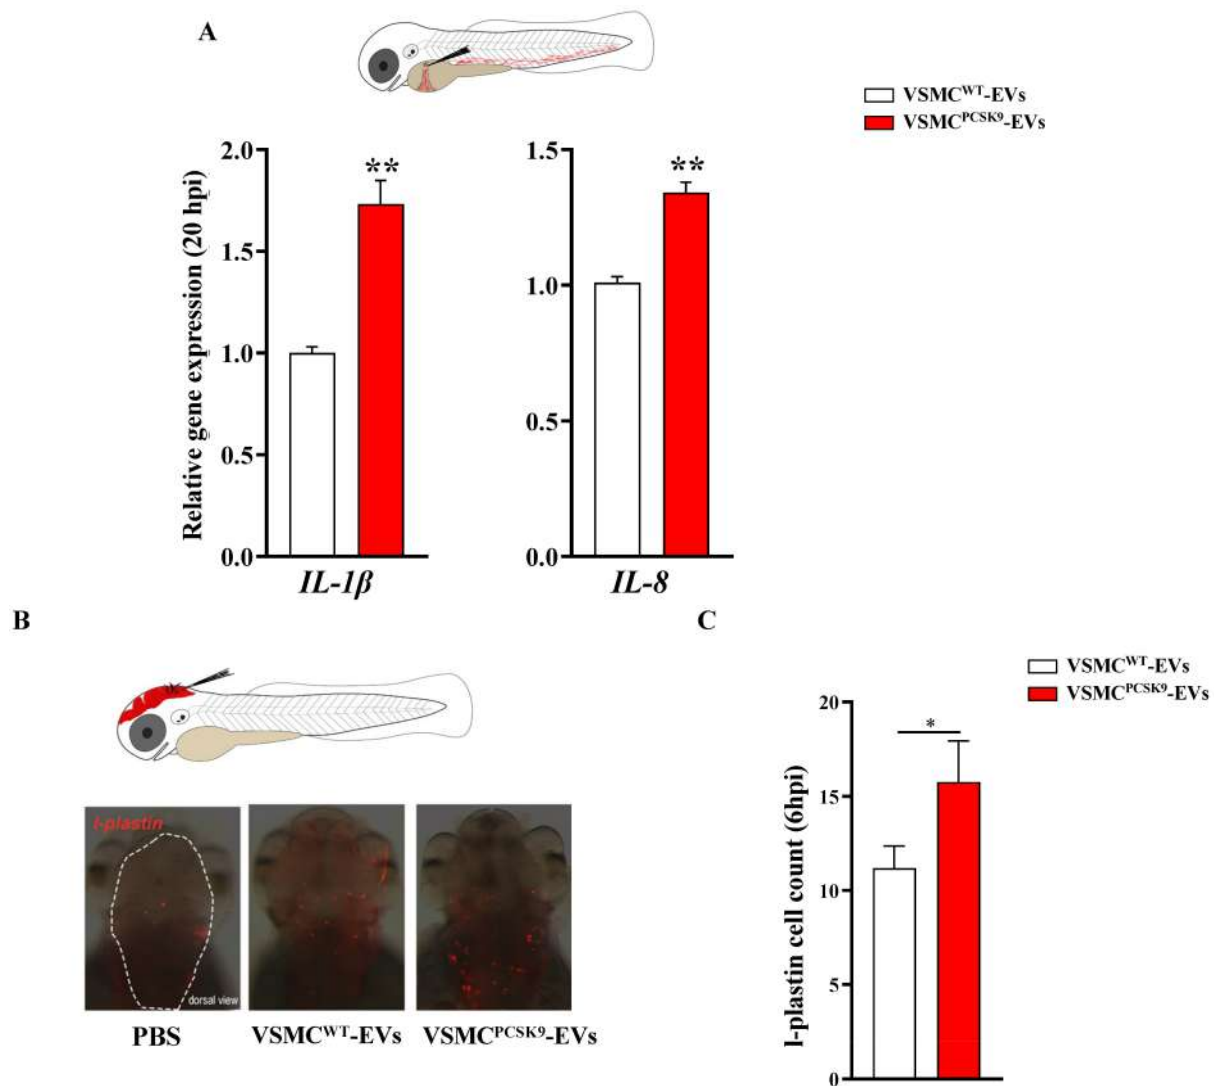 A
VSMCWT-EVs
VSMCPCSK9-EVs
Relative gene expression (20 hpi)
2.0
1.5
1.0
0.5
0.0
**
IL-1β
1.5
1.0
0.5
0.0
**
IL-8
B
l-plastin
dorsal view
PBS
VSMCWT-EVs
VSMCPCSK9-EVs
C
VSMCWT-EVs
VSMCPCSK9-EVs
l-plastin cell count (6hpi)
20
15
10
5
0
*